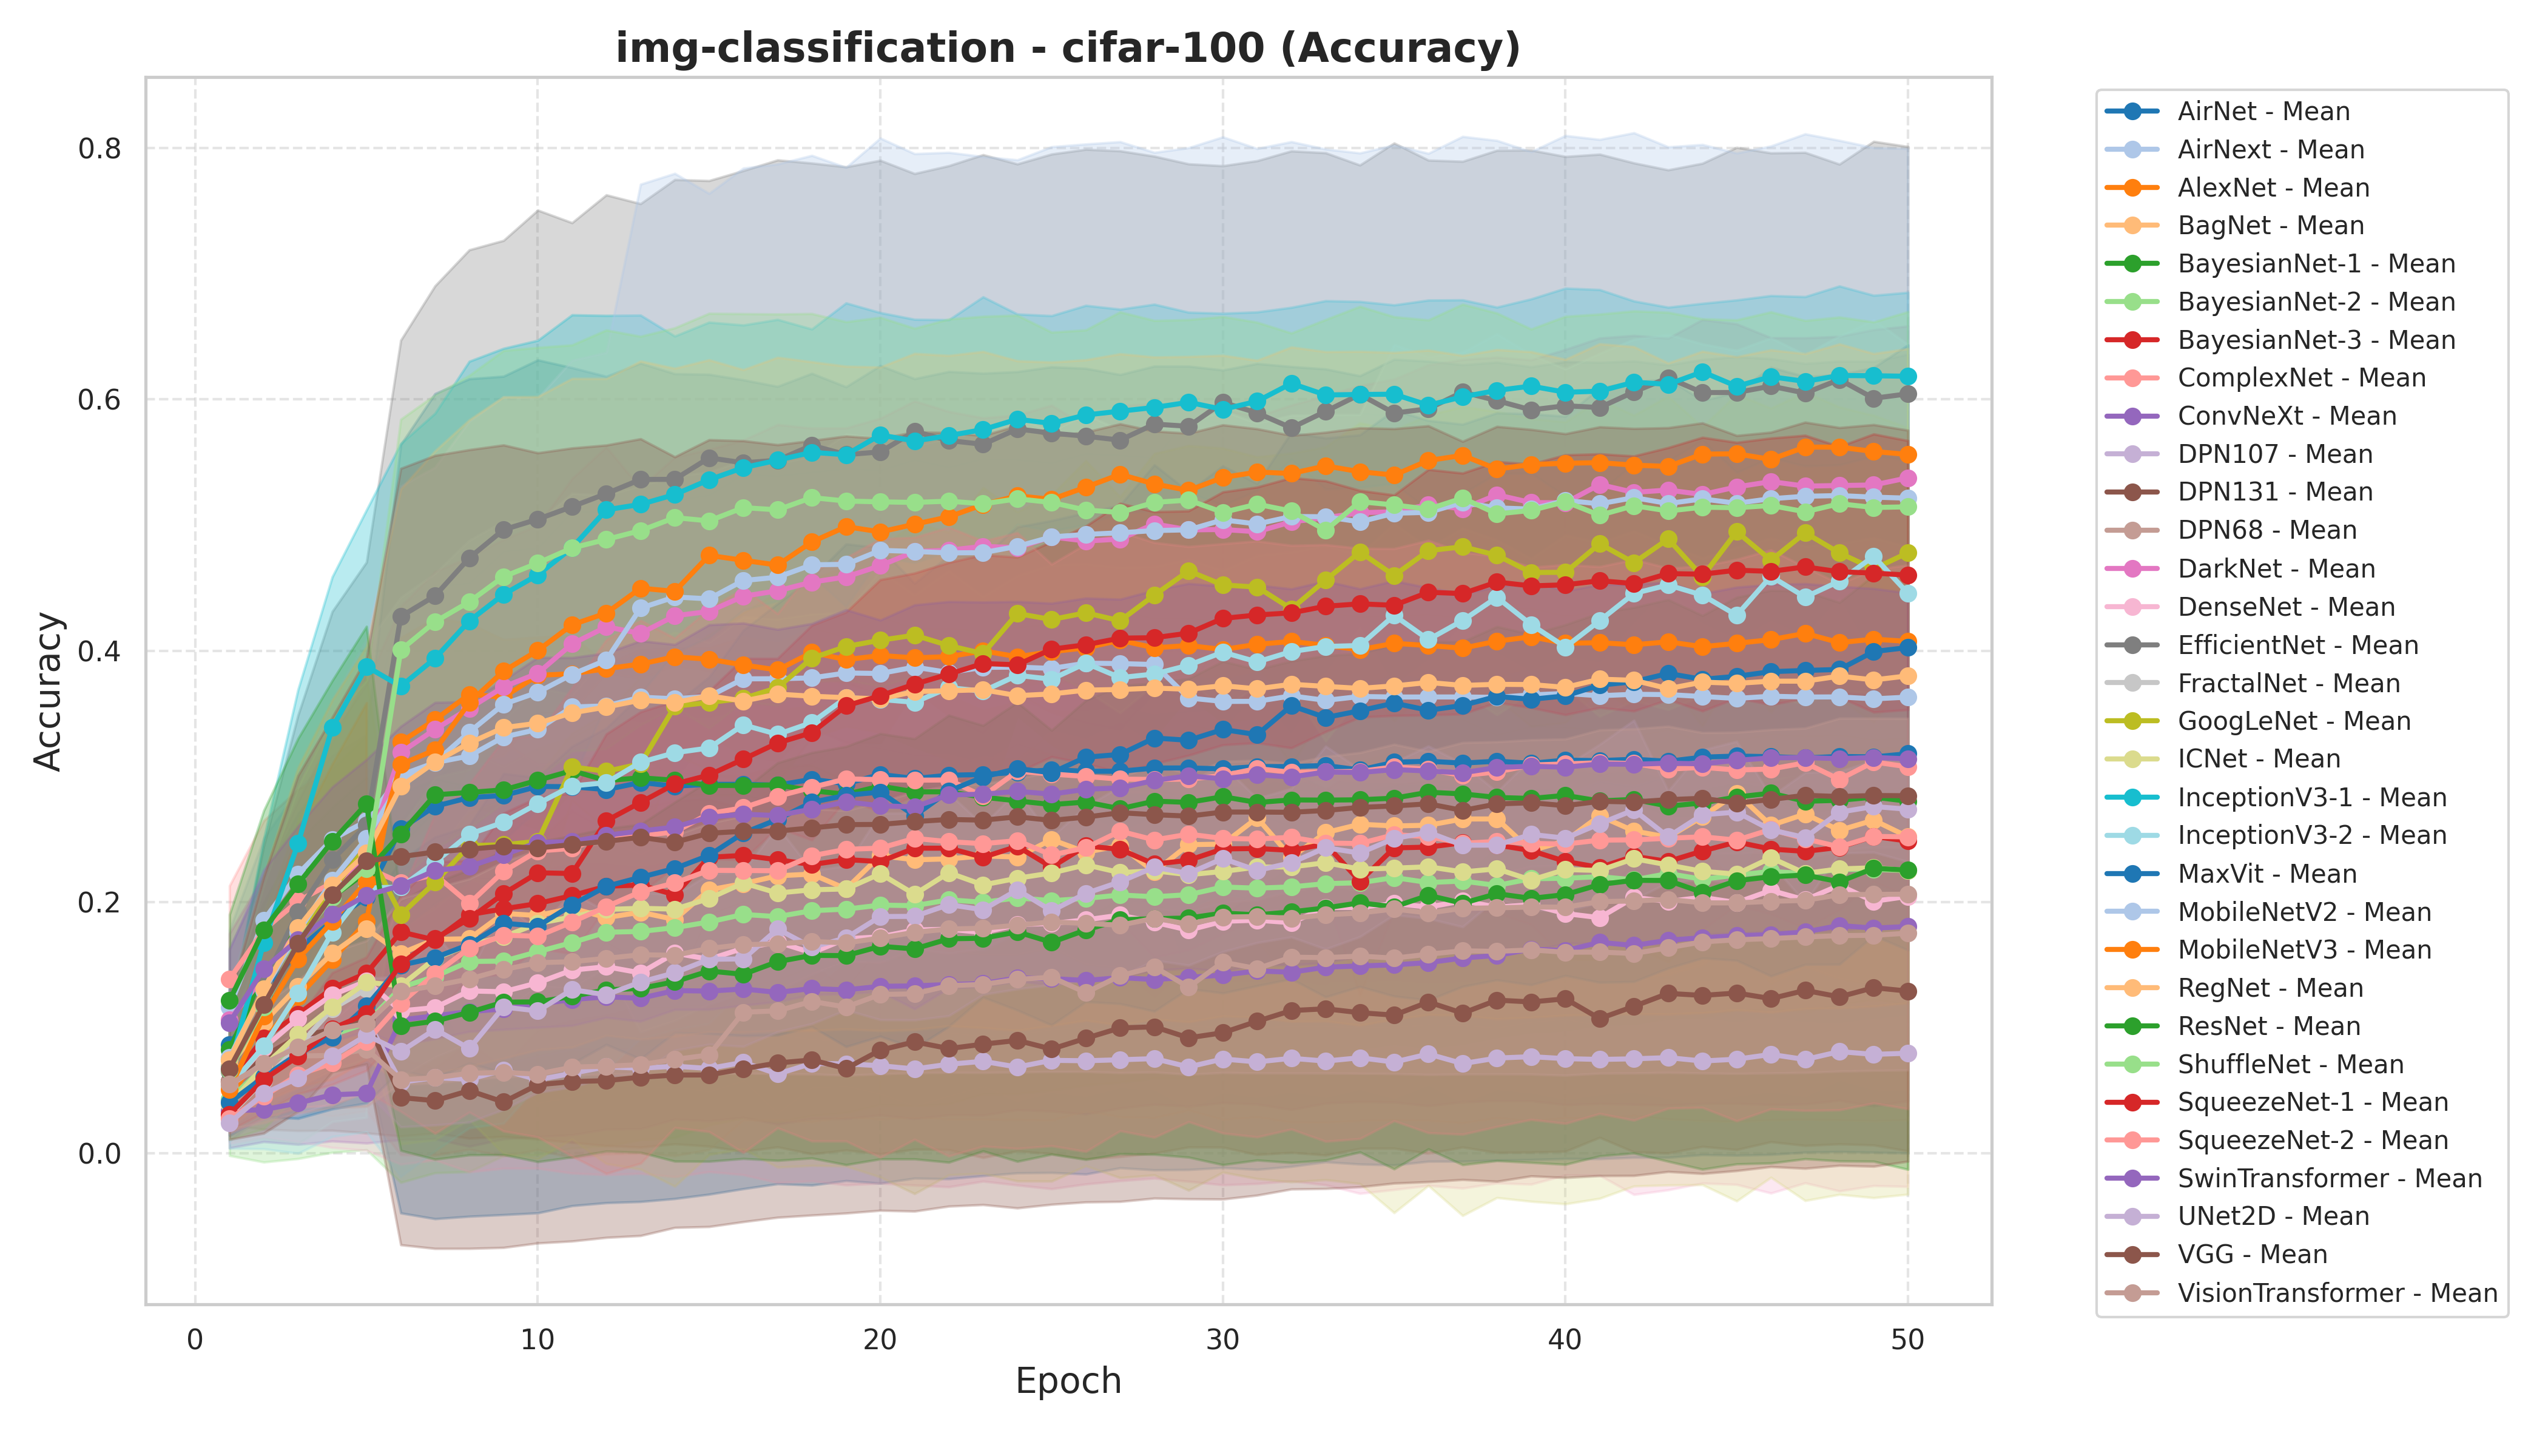 img-classification - cifar-100 (Accuracy)
0.8
0.6
0.4
0.2
0.0
Accuracy
0 10 20 30 40 50
Epoch
AirNet - Mean
AirNext - Mean
AlexNet - Mean
BagNet - Mean
BayesianNet-1 - Mean
BayesianNet-2 - Mean
BayesianNet-3 - Mean
ComplexNet - Mean
ConvNeXt - Mean
DPN107 - Mean
DPN131 - Mean
DPN68 - Mean
DarkNet - Mean
DenseNet - Mean
EfficientNet - Mean
FractalNet - Mean
GoogLeNet - Mean
ICNet - Mean
InceptionV3-1 - Mean
InceptionV3-2 - Mean
MaxVit - Mean
MobileNetV2 - Mean
MobileNetV3 - Mean
RegNet - Mean
ResNet - Mean
ShuffleNet - Mean
SqueezeNet-1 - Mean
SqueezeNet-2 - Mean
SwinTransformer - Mean
UNet2D - Mean
VGG - Mean
VisionTransformer - Mean